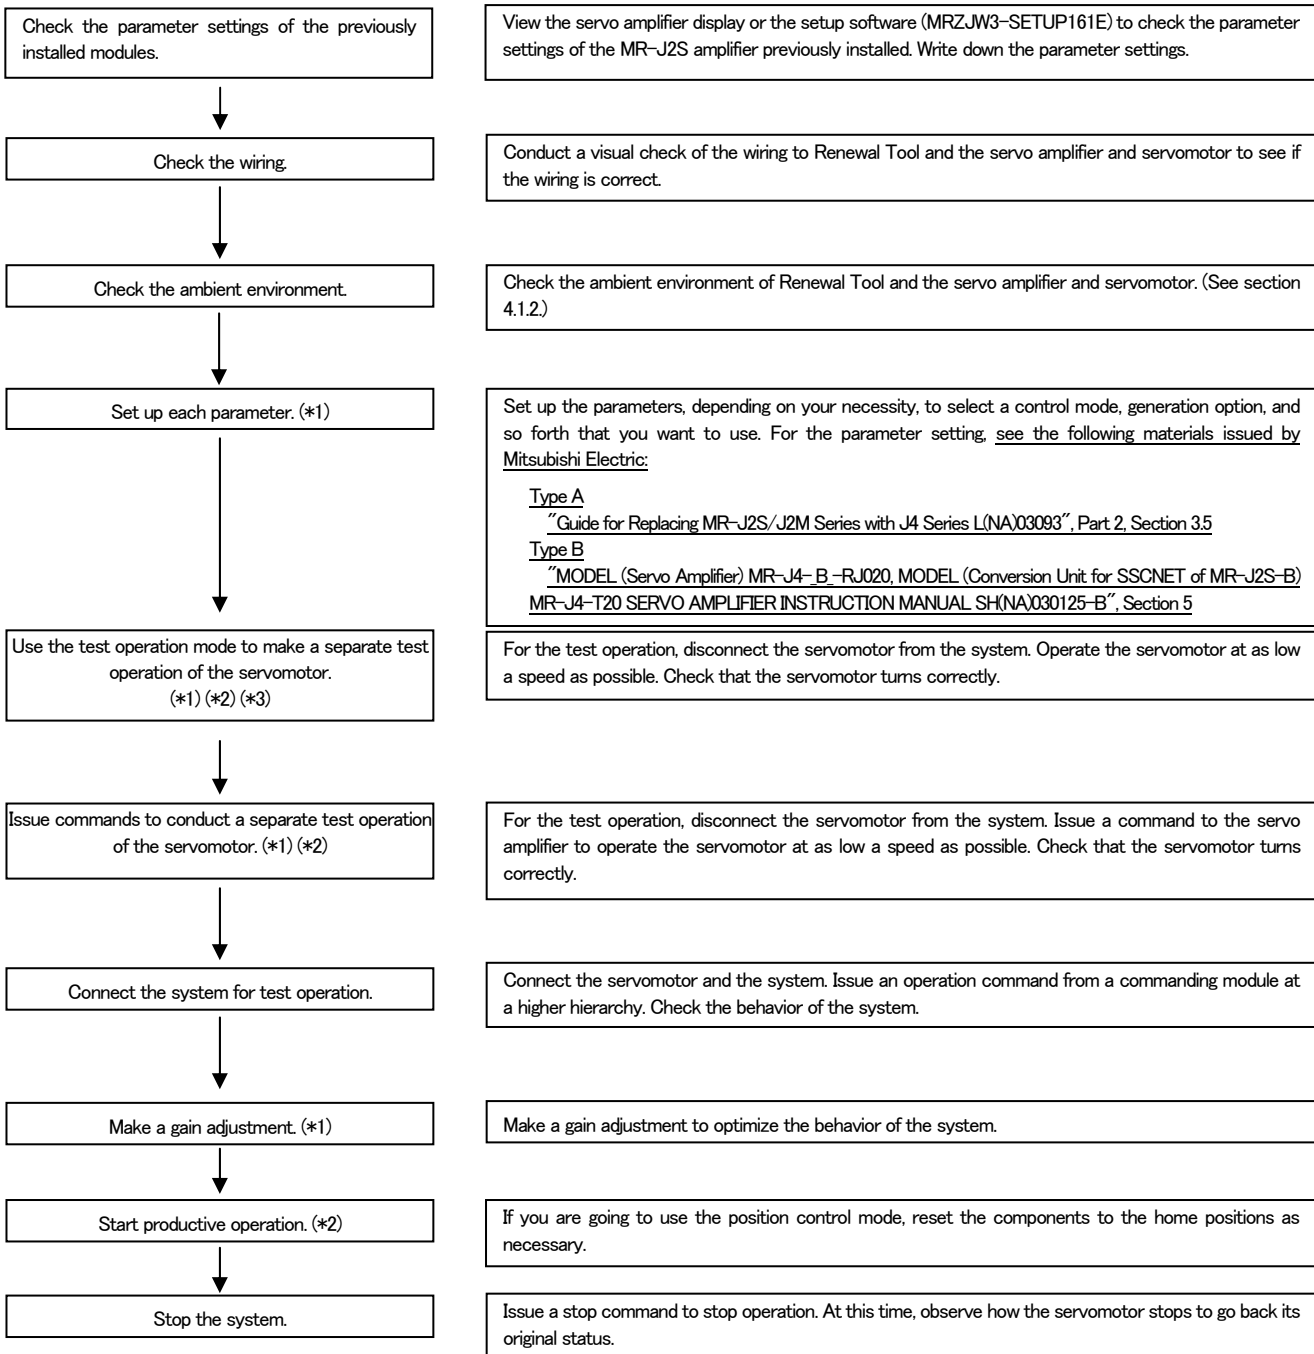 Check the parameter settings of the previously
installed modules.
View the servo amplifier display or the setup software (MRZJW3-SETUP161E) to check the parameter
settings of the MR-J2S amplifier previously installed. Write down the parameter settings.
Check the wiring.
Conduct a visual check of the wiring to Renewal Tool and the servo amplifier and servomotor to see if
the wiring is correct.
Check the ambient environment.
Check the ambient environment of Renewal Tool and the servo amplifier and servomotor. (See section
4.1.2.)
Set up each parameter. (*1)
Set up the parameters, depending on your necessity, to select a control mode, generation option, and
so forth that you want to use. For the parameter setting, see the following materials issued by
Mitsubishi Electric:
Type A
"Guide for Replacing MR-J2S/J2M Series with J4 Series L(NA)03093", Part 2, Section 3.5
Type B
"MODEL (Servo Amplifier) MR-J4-_B_-RJ020, MODEL (Conversion Unit for SSCNET of MR-J2S-B)
MR-J4-T20 SERVO AMPLIFIER INSTRUCTION MANUAL SH(NA)030125-B", Section 5
Use the test operation mode to make a separate test
operation of the servomotor.
(*1) (*2) (*3)
For the test operation, disconnect the servomotor from the system. Operate the servomotor at as low
a speed as possible. Check that the servomotor turns correctly.
Issue commands to conduct a separate test operation
of the servomotor. (*1) (*2)
For the test operation, disconnect the servomotor from the system. Issue a command to the servo
amplifier to operate the servomotor at as low a speed as possible. Check that the servomotor turns
correctly.
Connect the system for test operation.
Connect the servomotor and the system. Issue an operation command from a commanding module at
a higher hierarchy. Check the behavior of the system.
Make a gain adjustment. (*1)
Make a gain adjustment to optimize the behavior of the system.
Start productive operation. (*2)
If you are going to use the position control mode, reset the components to the home positions as
necessary.
Stop the system.
Issue a stop command to stop operation. At this time, observe how the servomotor stops to go back its
original status.